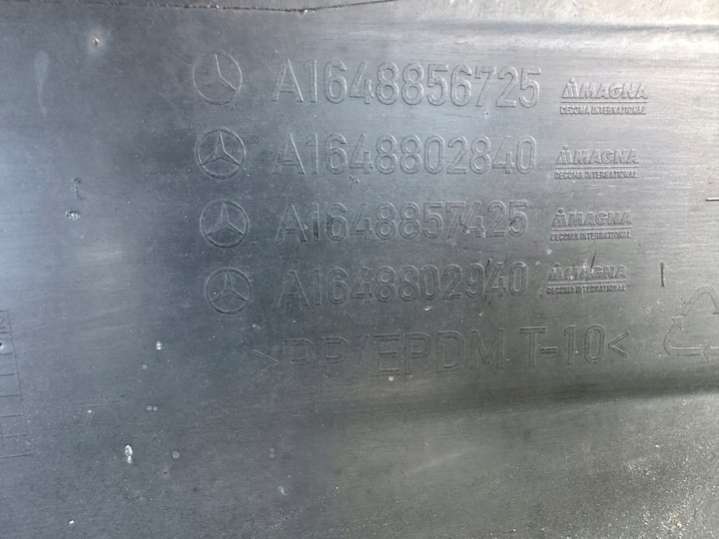 A1648856725 MAGNA
DECOMA INTERNATIONAL
A1648802840 MAGNA
DECOMA INTERNATIONAL
A1648857425 MAGNA
DECOMA INTERNATIONAL
A1648802940 MAGNA
DECOMA INTERNATIONAL
>PP/EPDM T-10<